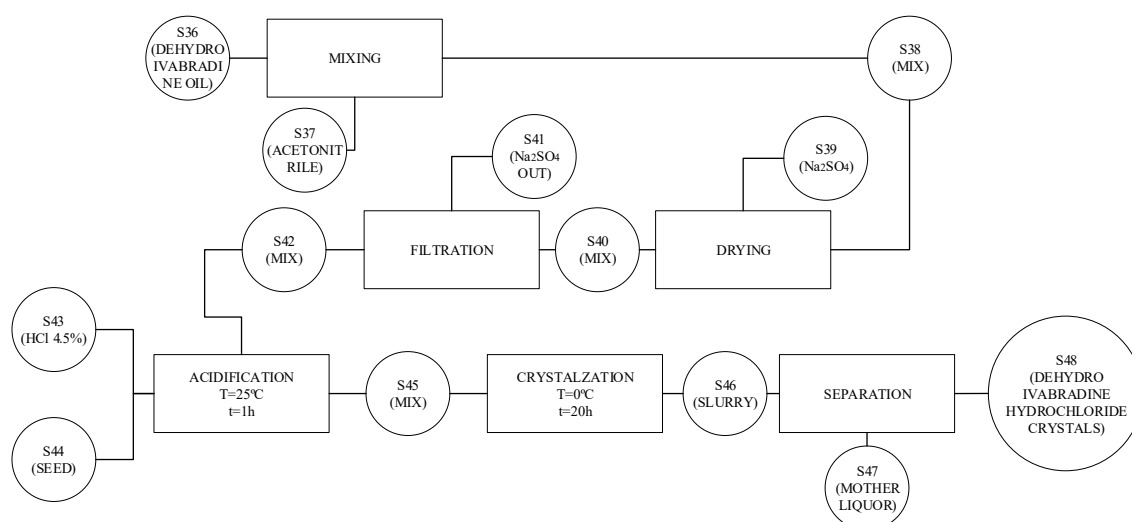 S36
(DEHYDRO
IVABRADI
NE OIL)
MIXING
S38
(MIX)
S37
(ACETONIT
RILE)
S41
(Na₂SO₄
OUT)
S39
(Na₂SO₄)
S42
(MIX)
FILTRATION
S40
(MIX)
DRYING
S43
(HCl 4.5%)
ACIDIFICATION
T=25ºC
t=1h
S45
(MIX)
CRYSTALZATION
T=0ºC
t=20h
S46
(SLURRY)
SEPARATION
S48
(DEHYDRO
IVABRADINE
HYDROCHLORIDE
CRYSTALS)
S44
(SEED)
S47
(MOTHER
LIQUOR)